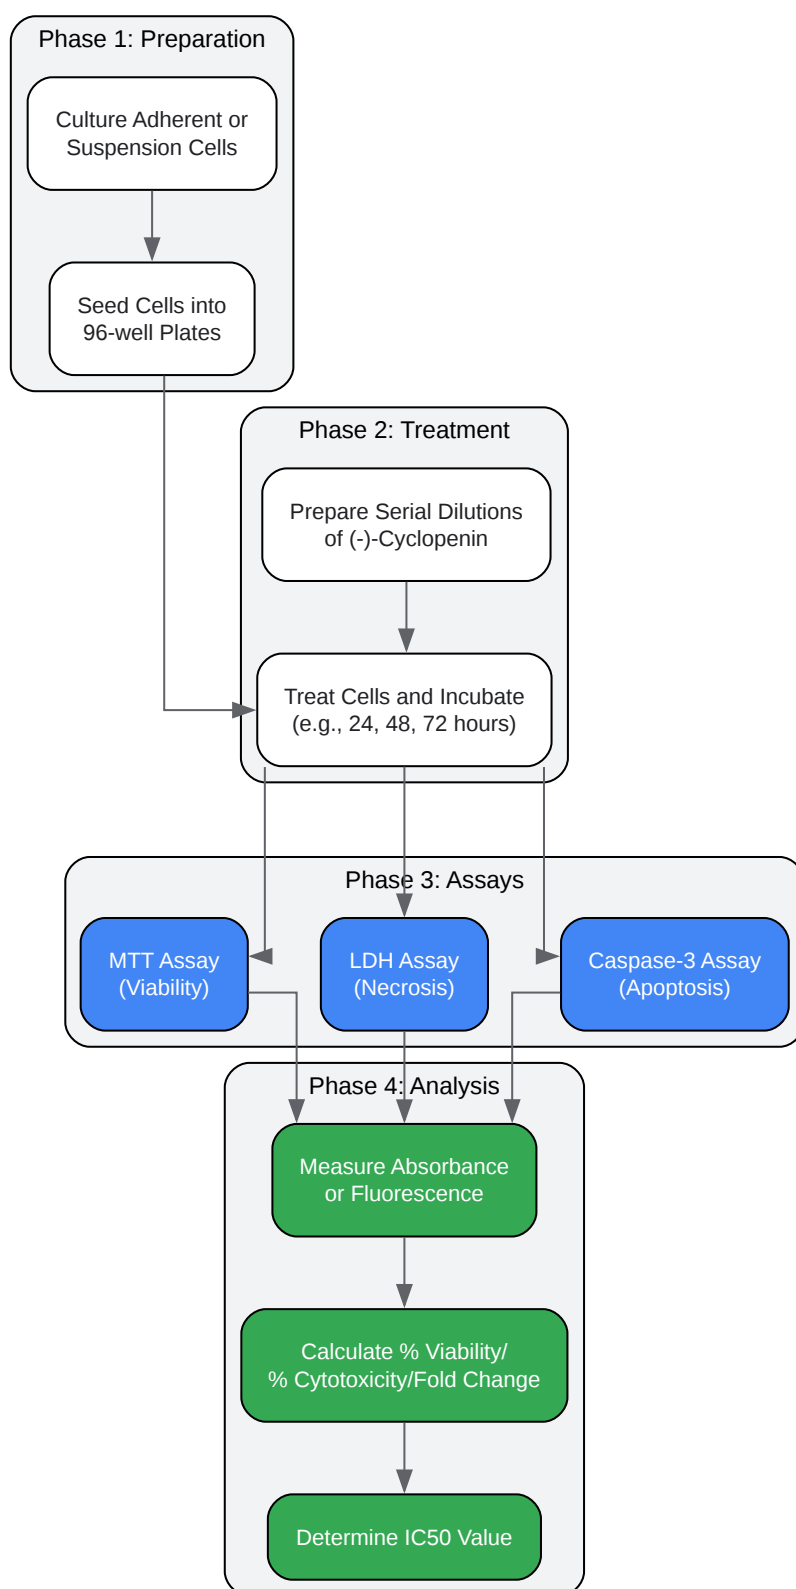 Phase 1: Preparation
Culture Adherent or
Suspension Cells
Seed Cells into
96-well Plates
Phase 2: Treatment
Prepare Serial Dilutions
of (-)-Cyclopenin
Treat Cells and Incubate
(e.g., 24, 48, 72 hours)
Phase 3: Assays
MTT Assay
(Viability)
LDH Assay
(Necrosis)
Caspase-3 Assay
(Apoptosis)
Phase 4: Analysis
Measure Absorbance
or Fluorescence
Calculate % Viability/
% Cytotoxicity/Fold Change
Determine IC50 Value